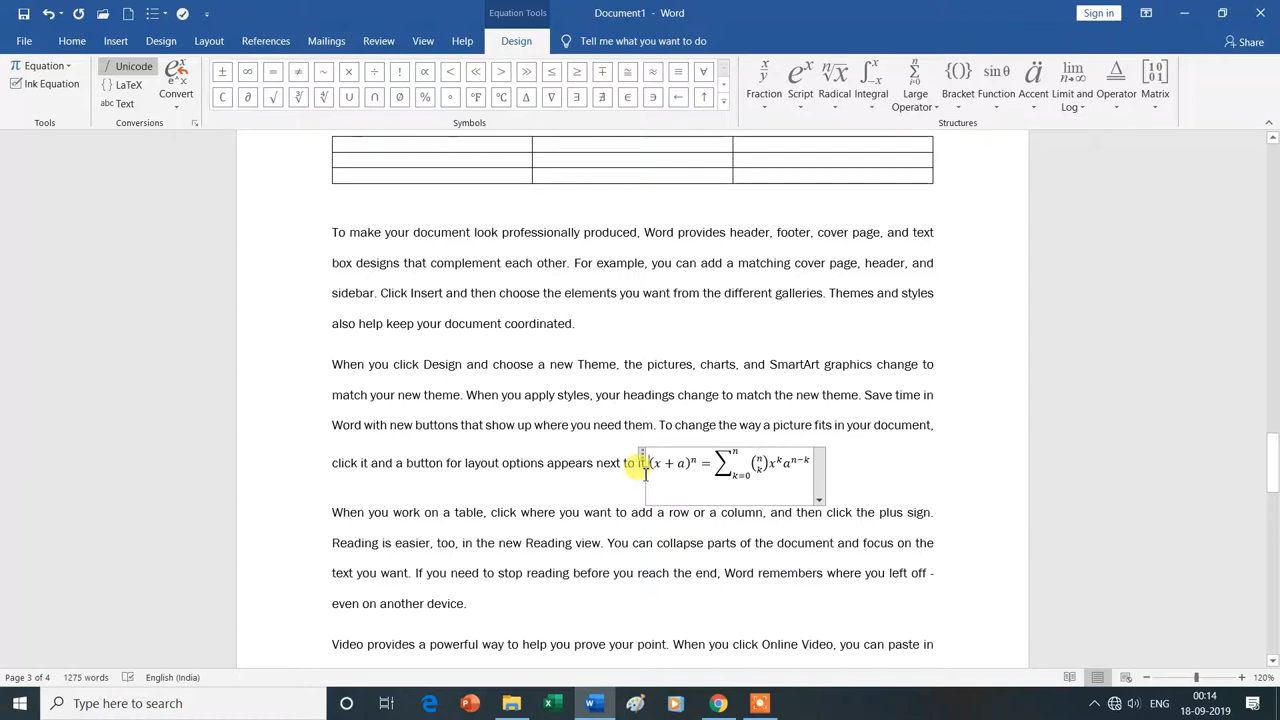 Equation Tools
Document1 - Word
Sign in
File Home Insert Design Layout References Mailings Review View Help Design Tell me what you want to do Share
Equation
Ink Equation
Tools
Unicode
LaTeX
abc Text
Convert
Conversions
± ∞ = ≠ ~ × ÷ ! ∝ < ≪ > ≫ ≤ ≥ ∓ ≅ ≈ ≡ ∀
∁ ∂ √ ∛ ∜ ∪ ∩ ∅ % ° °F °C ∆ ∇ ∃ ∄ ∈ ∋ ← ↑
Symbols
Fraction Script Radical Integral Large Operator Bracket Function Accent Limit and Log Operator Matrix
Structures
To make your document look professionally produced, Word provides header, footer, cover page, and text
box designs that complement each other. For example, you can add a matching cover page, header, and
sidebar. Click Insert and then choose the elements you want from the different galleries. Themes and styles
also help keep your document coordinated.
When you click Design and choose a new Theme, the pictures, charts, and SmartArt graphics change to
match your new theme. When you apply styles, your headings change to match the new theme. Save time in
Word with new buttons that show up where you need them. To change the way a picture fits in your document,
click it and a button for layout options appears next to it. (x + a)ⁿ = ∑ₖ₌₀ⁿ (n k) xᵏaⁿ⁻ᵏ
When you work on a table, click where you want to add a row or a column, and then click the plus sign.
Reading is easier, too, in the new Reading view. You can collapse parts of the document and focus on the
text you want. If you need to stop reading before you reach the end, Word remembers where you left off -
even on another device.
Video provides a powerful way to help you prove your point. When you click Online Video, you can paste in
Page 3 of 4 1275 words English (India) 120%
Type here to search
ENG
00:14
18-09-2019